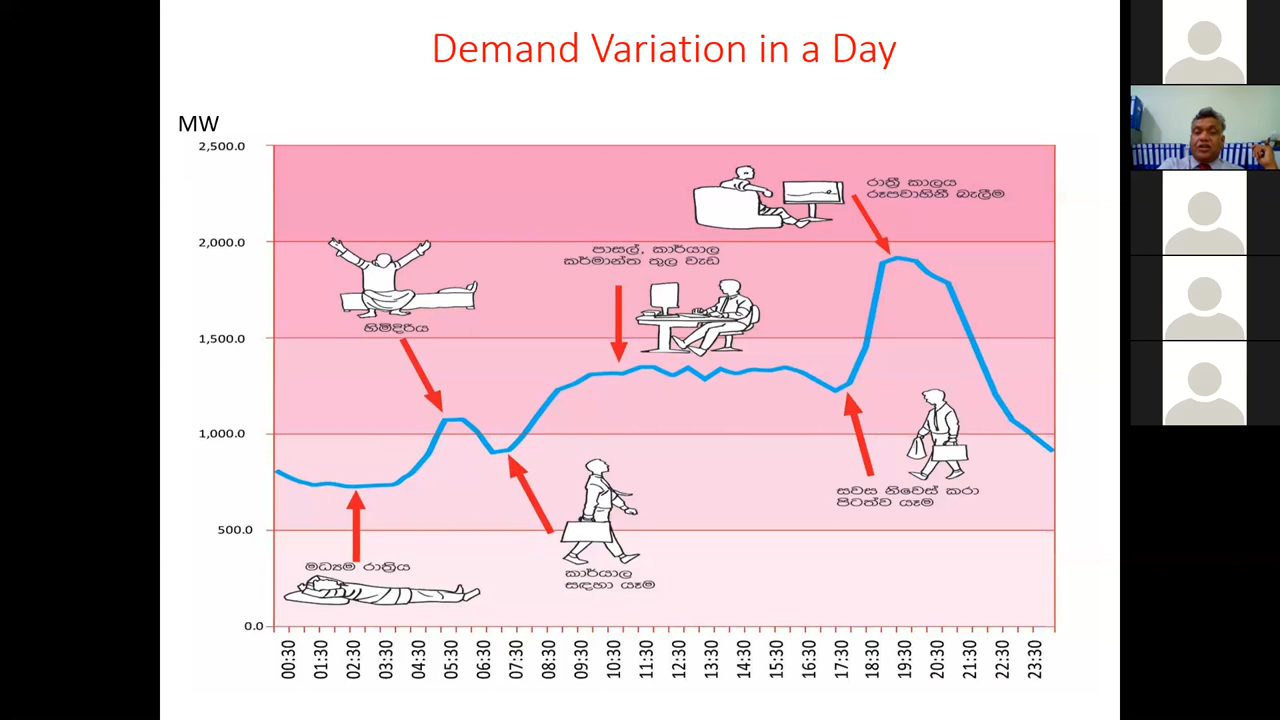 Demand Variation in a Day
MW
2,500.0
2,000.0
1,500.0
1,000.0
500.0
0.0
රාත්‍රී කාලය
රූපවාහිනී බැලීම
පාසල්, කාර්යාල
කර්මාන්ත තුල වැඩ
හිම්දිරිය
සවස නිවෙස් කරා
පිටත්ව යෑම
මධ්‍යම රාත්‍රිය
කාර්යාල
සඳහා යෑම
00:30 01:30 02:30 03:30 04:30 05:30 06:30 07:30 08:30 09:30 10:30 11:30 12:30 13:30 14:30 15:30 16:30 17:30 18:30 19:30 20:30 21:30 22:30 23:30